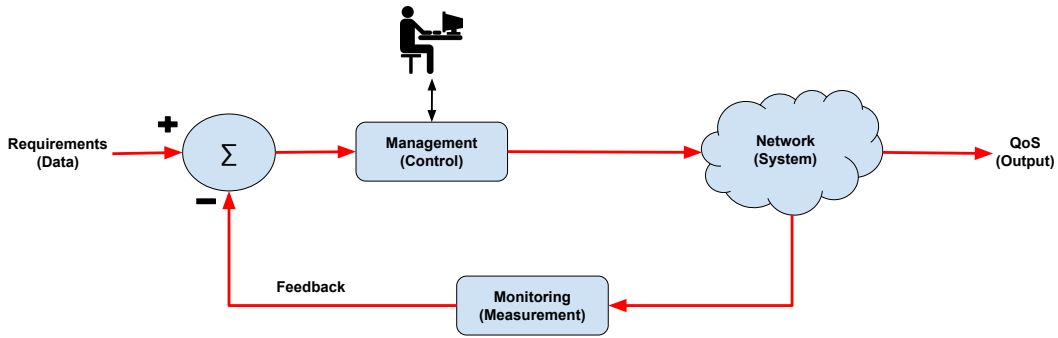 +
Requirements
(Data)
Σ
−
Management
(Control)
Network
(System)
QoS
(Output)
Feedback
Monitoring
(Measurement)